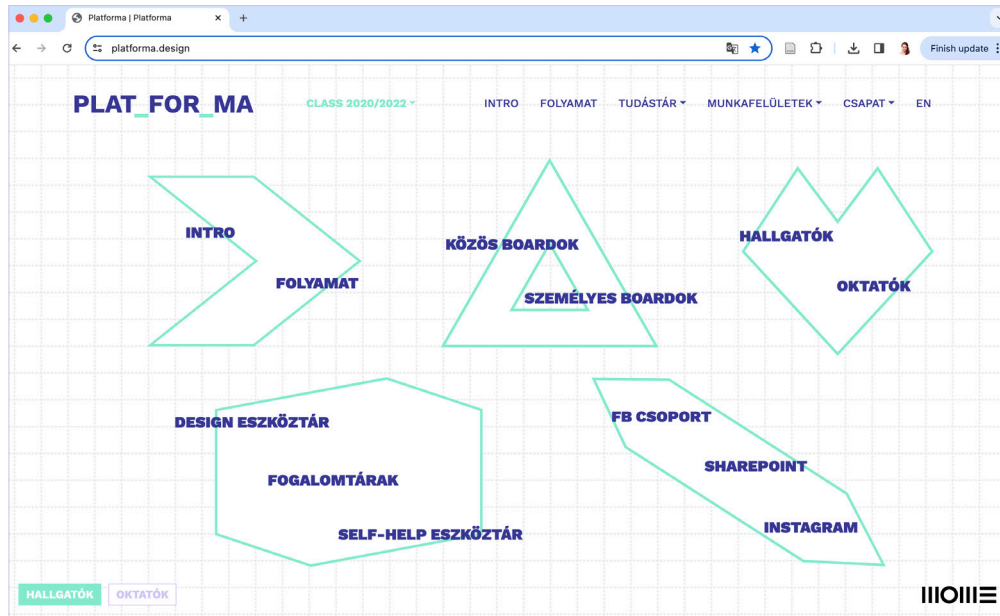 Platforma | Platforma
platforma.design
Finish update
PLAT_FOR_MA
CLASS 2020/2022
INTRO
FOLYAMAT
TUDÁSTÁR
MUNKAFELÜLETEK
CSAPAT
EN
INTRO
FOLYAMAT
KÖZÖS BOARDOK
SZEMÉLYES BOARDOK
HALLGATÓK
OKTATÓK
DESIGN ESZKÖZTÁR
FOGALOMTÁRAK
SELF-HELP ESZKÖZTÁR
FB CSOPORT
SHAREPOINT
INSTAGRAM
HALLGATÓK
OKTATÓK
MOME